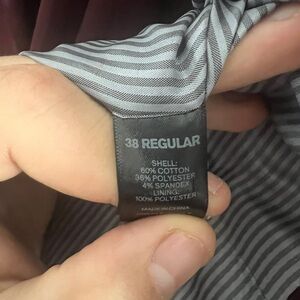 38 REGULAR
SHELL:
60% COTTON
36% POLYESTER
4% SPANDEX
LINING:
100% POLYESTER
MADE IN CHINA